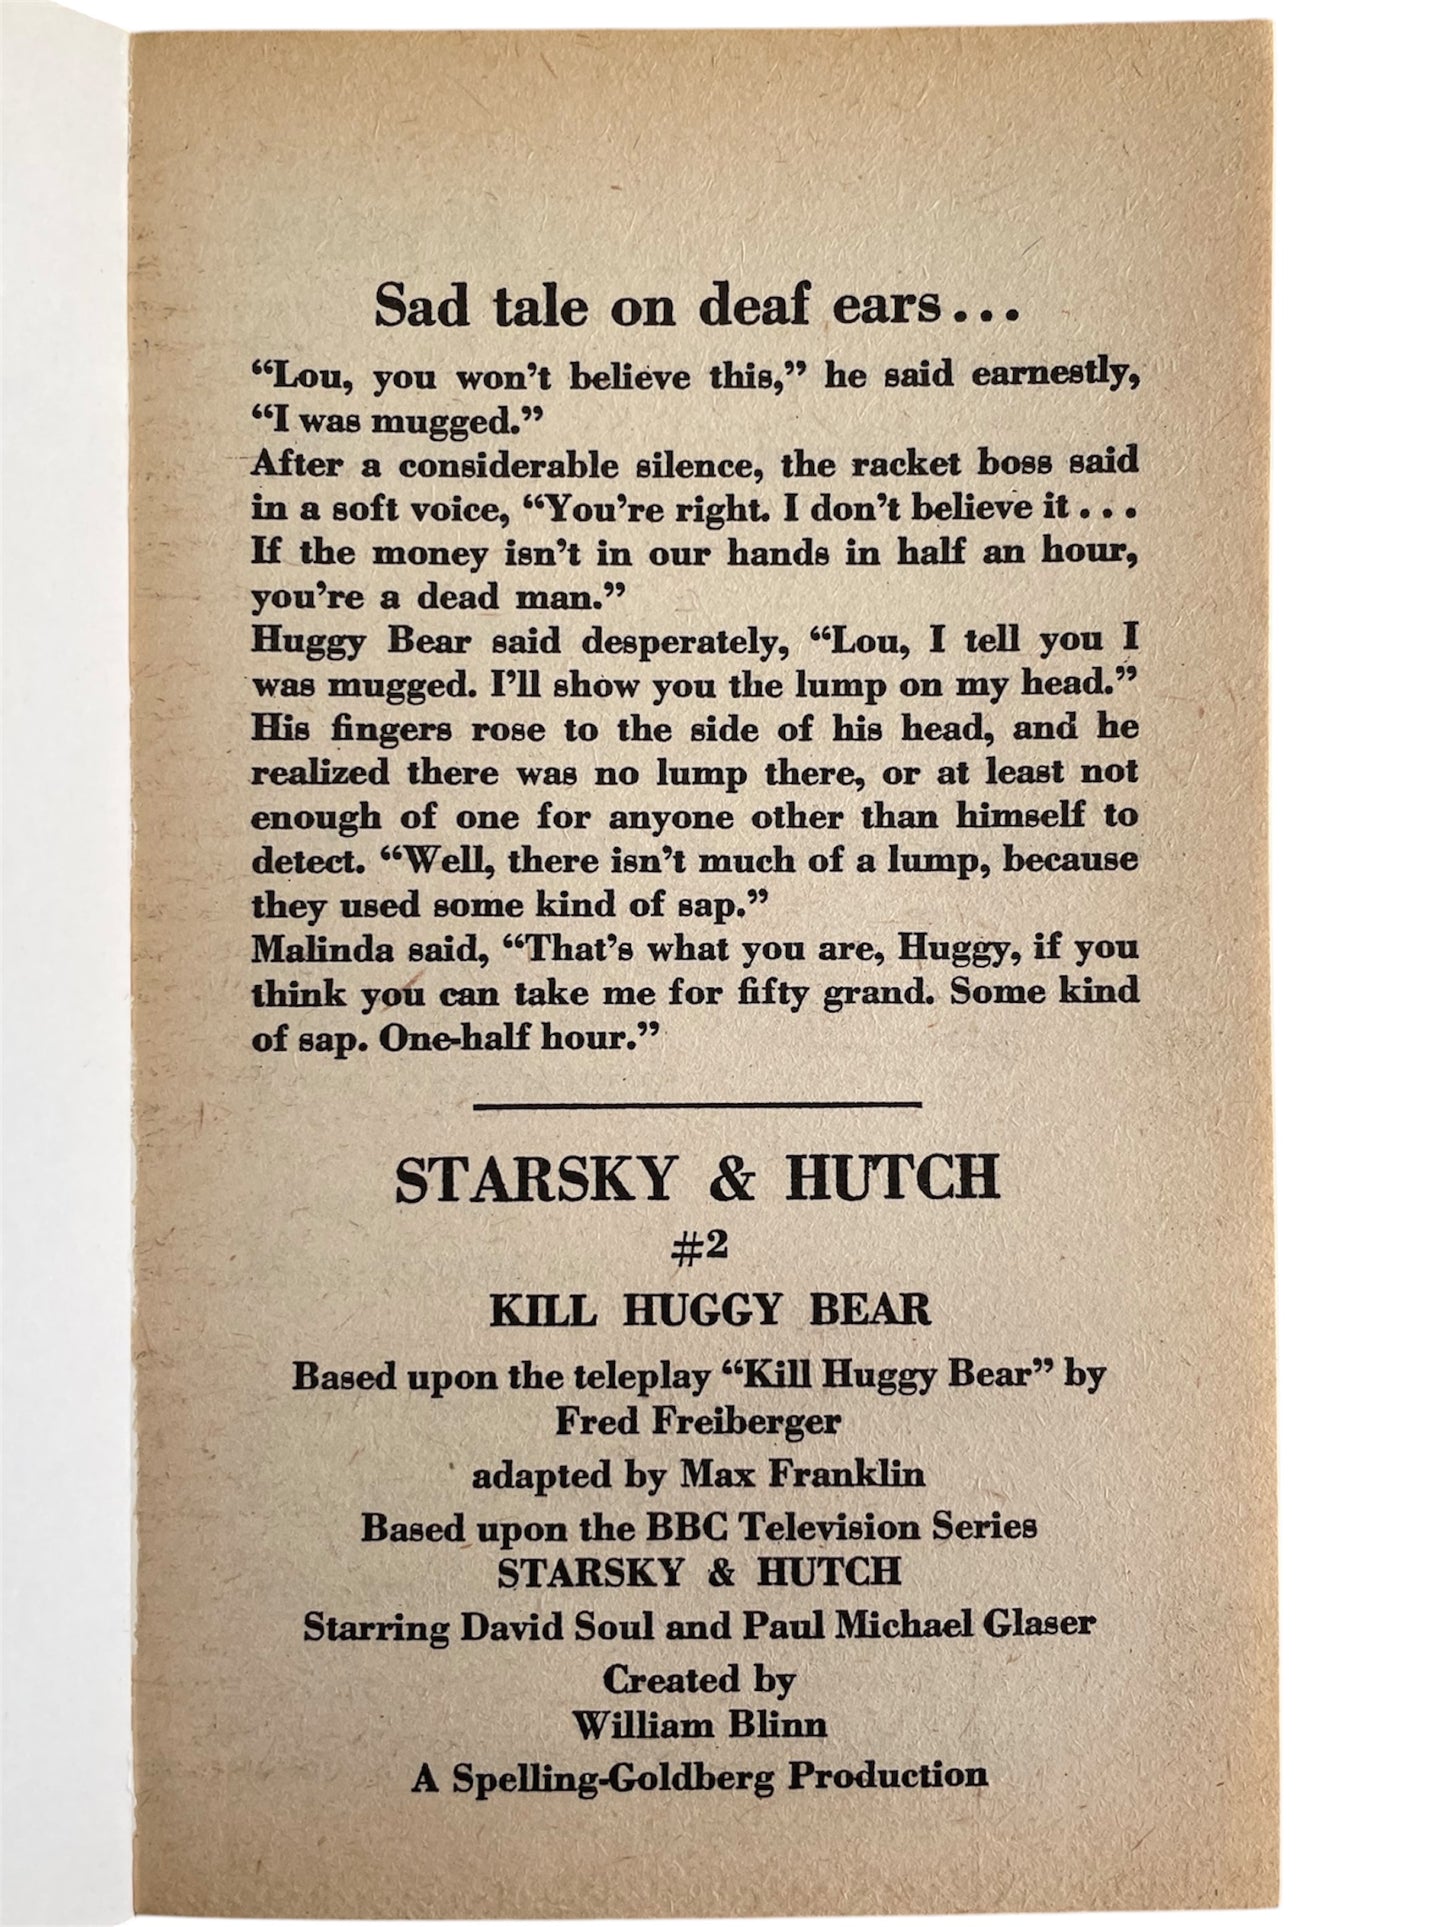 Sad tale on deaf ears...
“Lou, you won’t believe this,” he said earnestly,
“I was mugged.”
After a considerable silence, the racket boss said
in a soft voice, “You’re right. I don’t believe it...
If the money isn’t in our hands in half an hour,
you’re a dead man.”
Huggy Bear said desperately, “Lou, I tell you I
was mugged. I’ll show you the lump on my head.”
His fingers rose to the side of his head, and he
realized there was no lump there, or at least not
enough of one for anyone other than himself to
detect. “Well, there isn’t much of a lump, because
they used some kind of sap.”
Malinda said, “That’s what you are, Huggy, if you
think you can take me for fifty grand. Some kind
of sap. One-half hour.”
STARSKY & HUTCH
#2
KILL HUGGY BEAR
Based upon the teleplay “Kill Huggy Bear” by
Fred Freiberger
adapted by Max Franklin
Based upon the BBC Television Series
STARSKY & HUTCH
Starring David Soul and Paul Michael Glaser
Created by
William Blinn
A Spelling-Goldberg Production